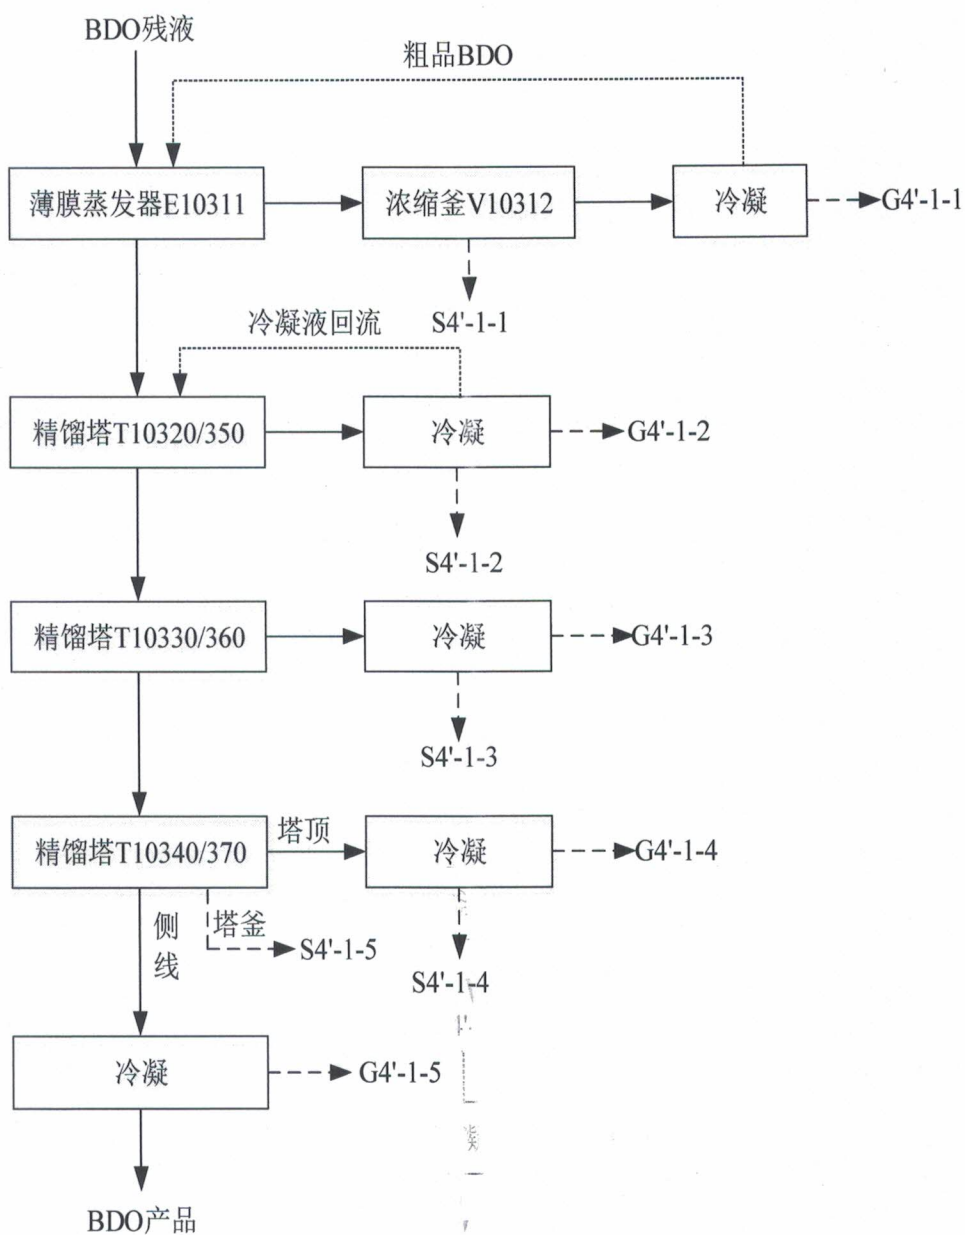 BDO残液
粗品BDO
薄膜蒸发器E10311
浓缩釜V10312
冷凝
G4'-1-1
S4'-1-1
冷凝液回流
精馏塔T10320/350
冷凝
G4'-1-2
S4'-1-2
精馏塔T10330/360
冷凝
G4'-1-3
S4'-1-3
精馏塔T10340/370
塔顶
冷凝
G4'-1-4
侧线
塔釜
S4'-1-5
S4'-1-4
冷凝
G4'-1-5
BDO产品